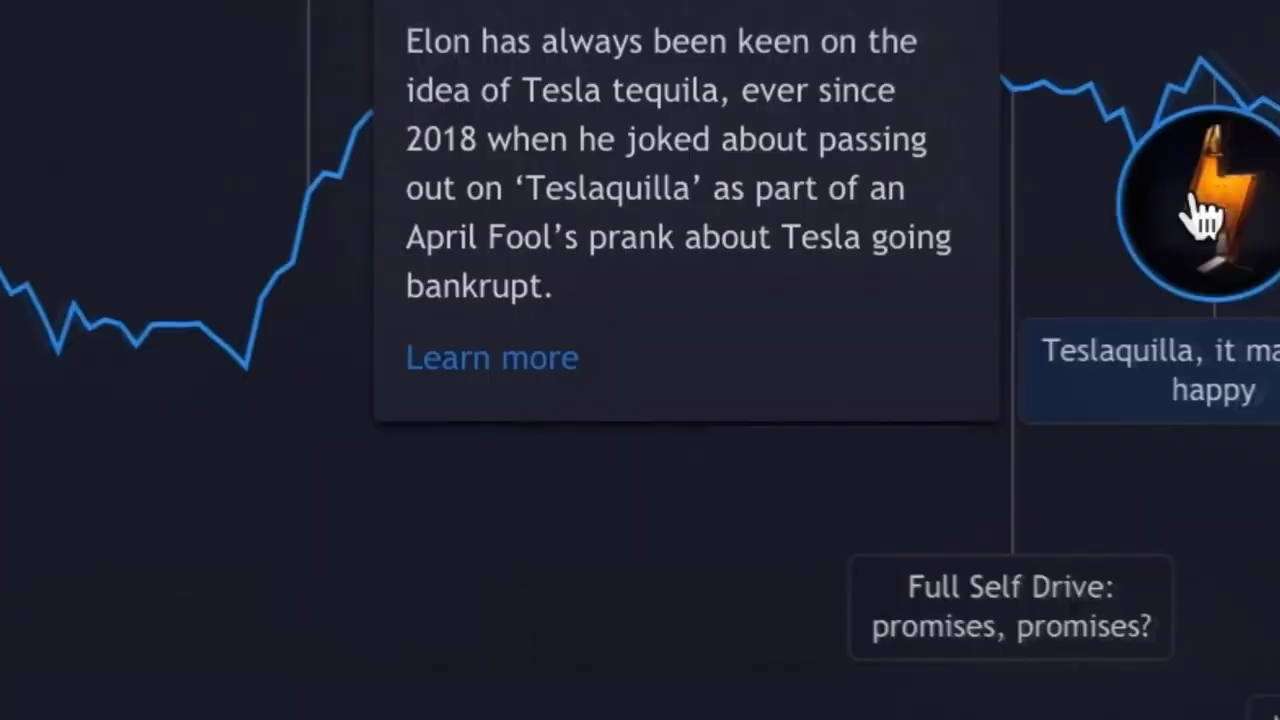 Elon has always been keen on the
idea of Tesla tequila, ever since
2018 when he joked about passing
out on ‘Teslaquilla’ as part of an
April Fool’s prank about Tesla going
bankrupt.
Learn more
Teslaquilla, it ma
happy
Full Self Drive:
promises, promises?